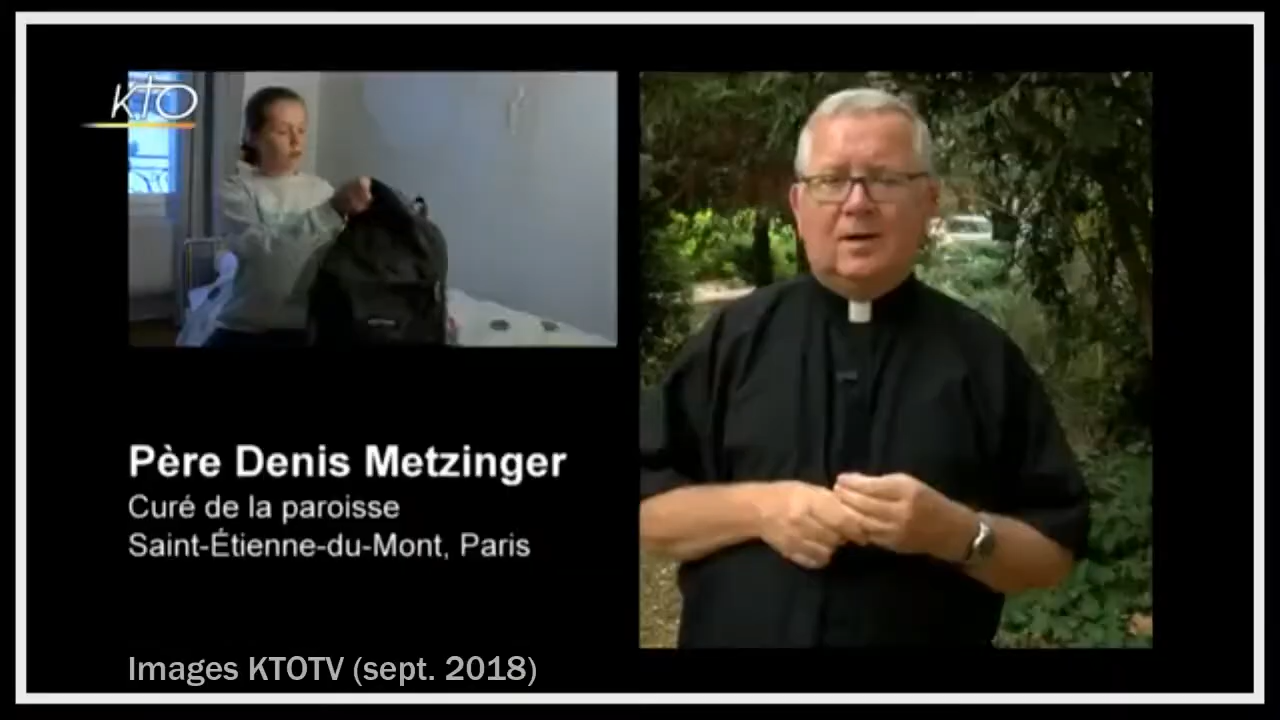 KTO
Père Denis Metzinger
Curé de la paroisse
Saint-Étienne-du-Mont, Paris
Images KTOTV (sept. 2018)